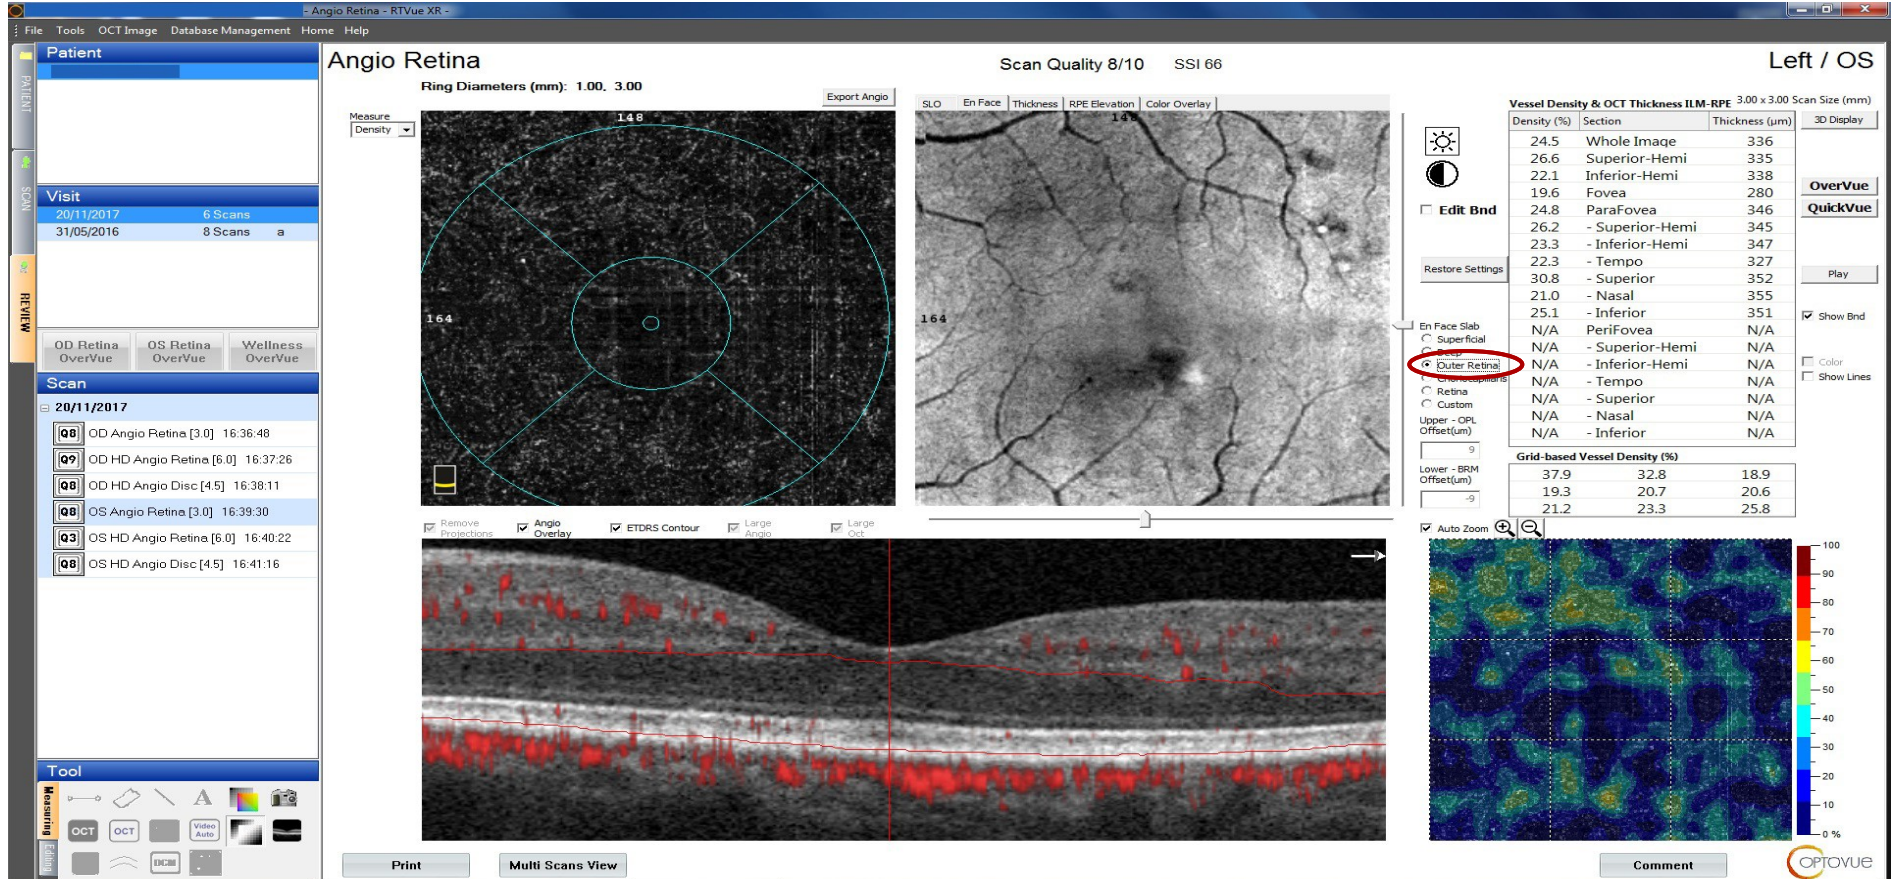 - Angio Retina - RTVue XR -
File Tools OCT Image Database Management Home Help
PATIENT
SCAN
REVIEW
Patient
Visit
20/11/2017 6 Scans
31/05/2016 8 Scans a
OD Retina OverVue
OS Retina OverVue
Wellness OverVue
Scan
20/11/2017
Q8 OD Angio Retina [3.0] 16:36:48
Q9 OD HD Angio Retina [6.0] 16:37:26
Q8 OD HD Angio Disc [4.5] 16:38:11
Q8 OS Angio Retina [3.0] 16:39:30
Q3 OS HD Angio Retina [6.0] 16:40:22
Q8 OS HD Angio Disc [4.5] 16:41:16
Tool
Measuring
Editing
A
OCT OCT Video Auto
DCM
Angio Retina
Scan Quality 8/10 SSI 66
Left / OS
Ring Diameters (mm): 1.00, 3.00
Export Angio
Measure
Density
148
164
SLO En Face Thickness RPE Elevation Color Overlay
148
164
Remove Projections
Angio Overlay
ETDRS Contour
Large Angio
Large Oct
Edit Bnd
Restore Settings
En Face Slab
Superficial
Deep
Outer Retina
Choriocapillaris
Retina
Custom
Upper - OPL
Offset(um)
9
Lower - BRM
Offset(um)
-9
Auto Zoom
Vessel Density & OCT Thickness ILM-RPE 3.00 x 3.00 Scan Size (mm)
Density (%) Section Thickness (µm)
24.5 Whole Image 336
26.6 Superior-Hemi 335
22.1 Inferior-Hemi 338
19.6 Fovea 280
24.8 ParaFovea 346
26.2 - Superior-Hemi 345
23.3 - Inferior-Hemi 347
22.3 - Tempo 327
30.8 - Superior 352
21.0 - Nasal 355
25.1 - Inferior 351
N/A PeriFovea N/A
N/A - Superior-Hemi N/A
N/A - Inferior-Hemi N/A
N/A - Tempo N/A
N/A - Superior N/A
N/A - Nasal N/A
N/A - Inferior N/A
Grid-based Vessel Density (%)
37.9 32.8 18.9
19.3 20.7 20.6
21.2 23.3 25.8
3D Display
OverVue
QuickVue
Play
Show Bnd
Color
Show Lines
100
90
80
70
60
50
40
30
20
10
0 %
Print
Multi Scans View
Comment
OPTOVUE